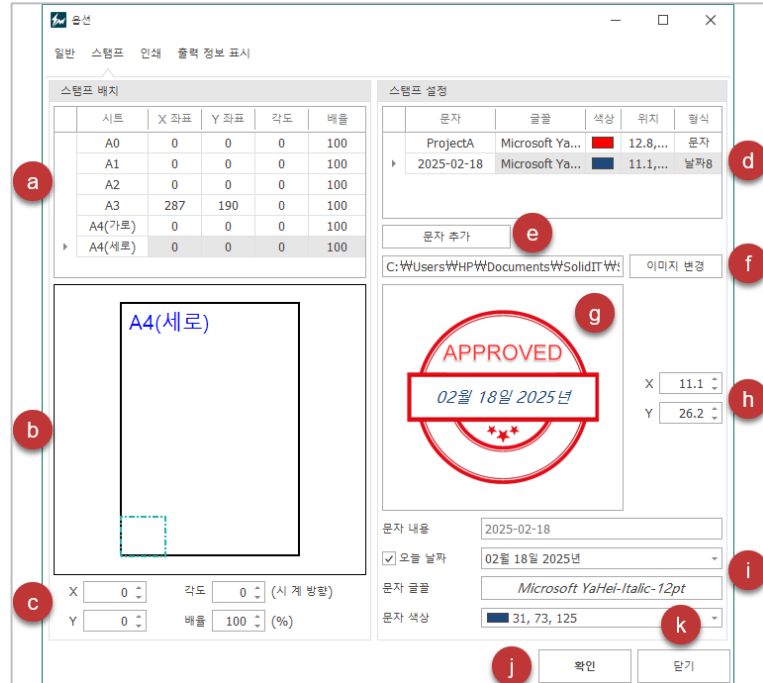 옵션
일반 스탬프 인쇄 출력 정보 표시
스탬프 배치
시트 X 좌표 Y 좌표 각도 배율
A0 0 0 0 100
A1 0 0 0 100
A2 0 0 0 100
A3 287 190 0 100
A4(가로) 0 0 0 100
A4(세로) 0 0 0 100
a
A4(세로)
b
X 0 각도 0 (시계 방향)
Y 0 배율 100 (%)
c
스탬프 설정
문자 글꼴 색상 위치 형식
ProjectA Microsoft Ya... 12.8,... 문자
2025-02-18 Microsoft Ya... 11.1,... 날짜8
d
문자 추가
e
C:₩Users₩HP₩Documents₩SolidIT₩S
이미지 변경
f
g
APPROVED
02월 18일 2025년
X 11.1
Y 26.2
h
문자 내용 2025-02-18
오늘 날짜 02월 18일 2025년
i
문자 글꼴 Microsoft YaHei-Italic-12pt
문자 색상 31, 73, 125
k
j
확인 닫기